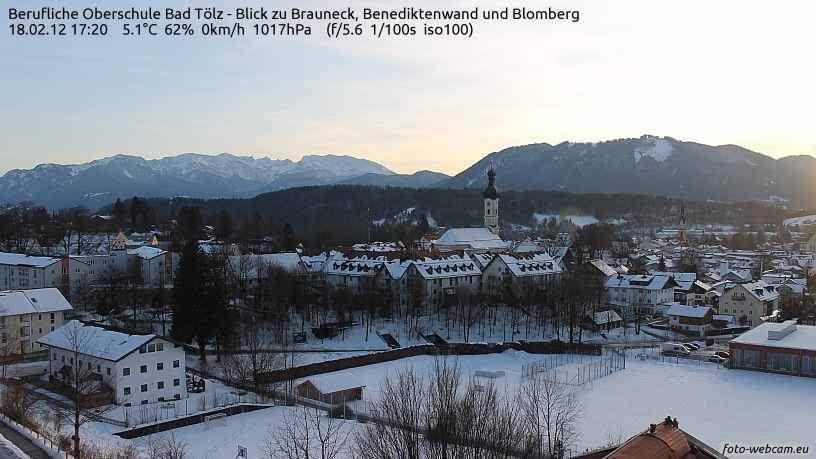 Berufliche Oberschule Bad Tölz - Blick zu Brauneck, Benediktenwand und Blomberg
18.02.12 17:20 5.1°C 62% 0km/h 1017hPa (f/5.6 1/100s iso100)
foto-webcam.eu